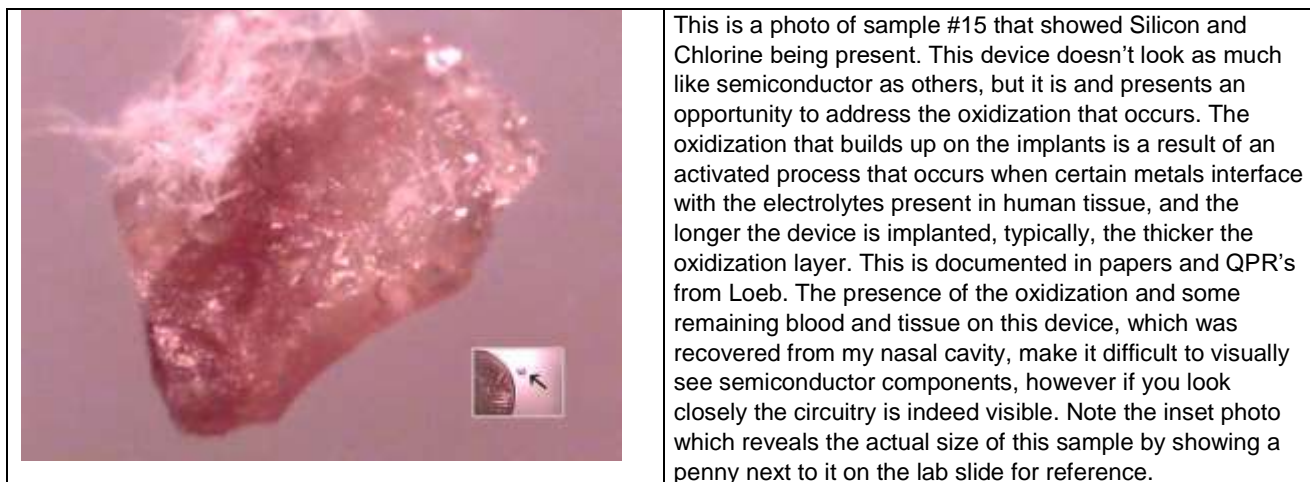 This is a photo of sample #15 that showed Silicon and
Chlorine being present. This device doesn’t look as much
like semiconductor as others, but it is and presents an
opportunity to address the oxidization that occurs. The
oxidization that builds up on the implants is a result of an
activated process that occurs when certain metals interface
with the electrolytes present in human tissue, and the
longer the device is implanted, typically, the thicker the
oxidization layer. This is documented in papers and QPR’s
from Loeb. The presence of the oxidization and some
remaining blood and tissue on this device, which was
recovered from my nasal cavity, make it difficult to visually
see semiconductor components, however if you look
closely the circuitry is indeed visible. Note the inset photo
which reveals the actual size of this sample by showing a
penny next to it on the lab slide for reference.